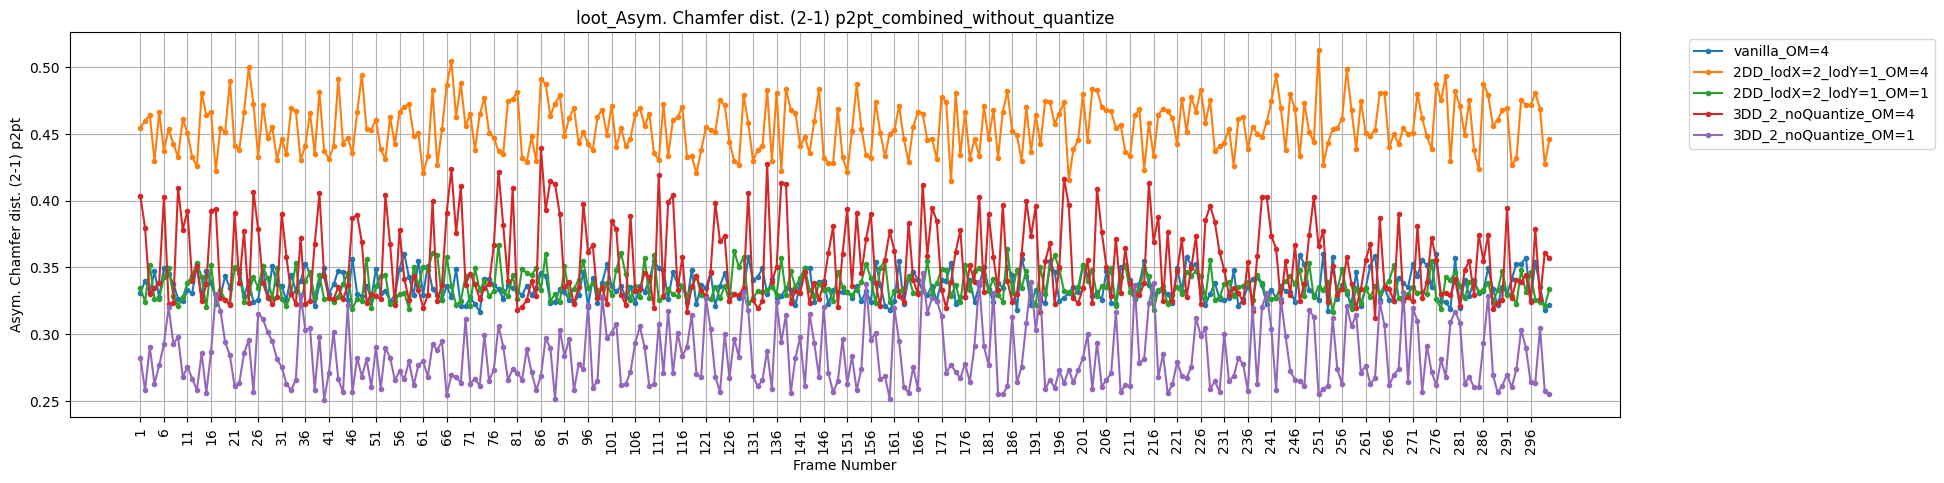 loot_Asym. Chamfer dist. (2-1) p2pt_combined_without_quantize
Asym. Chamfer dist. (2-1) p2pt
0.50
0.45
0.40
0.35
0.30
0.25
1 6 11 16 21 26 31 36 41 46 51 56 61 66 71 76 81 86 91 96 101 106 111 116 121 126 131 136 141 146 151 156 161 166 171 176 181 186 191 196 201 206 211 216 221 226 231 236 241 246 251 256 261 266 271 276 281 286 291 296
Frame Number
vanilla_OM=4
2DD_lodX=2_lodY=1_OM=4
2DD_lodX=2_lodY=1_OM=1
3DD_2_noQuantize_OM=4
3DD_2_noQuantize_OM=1